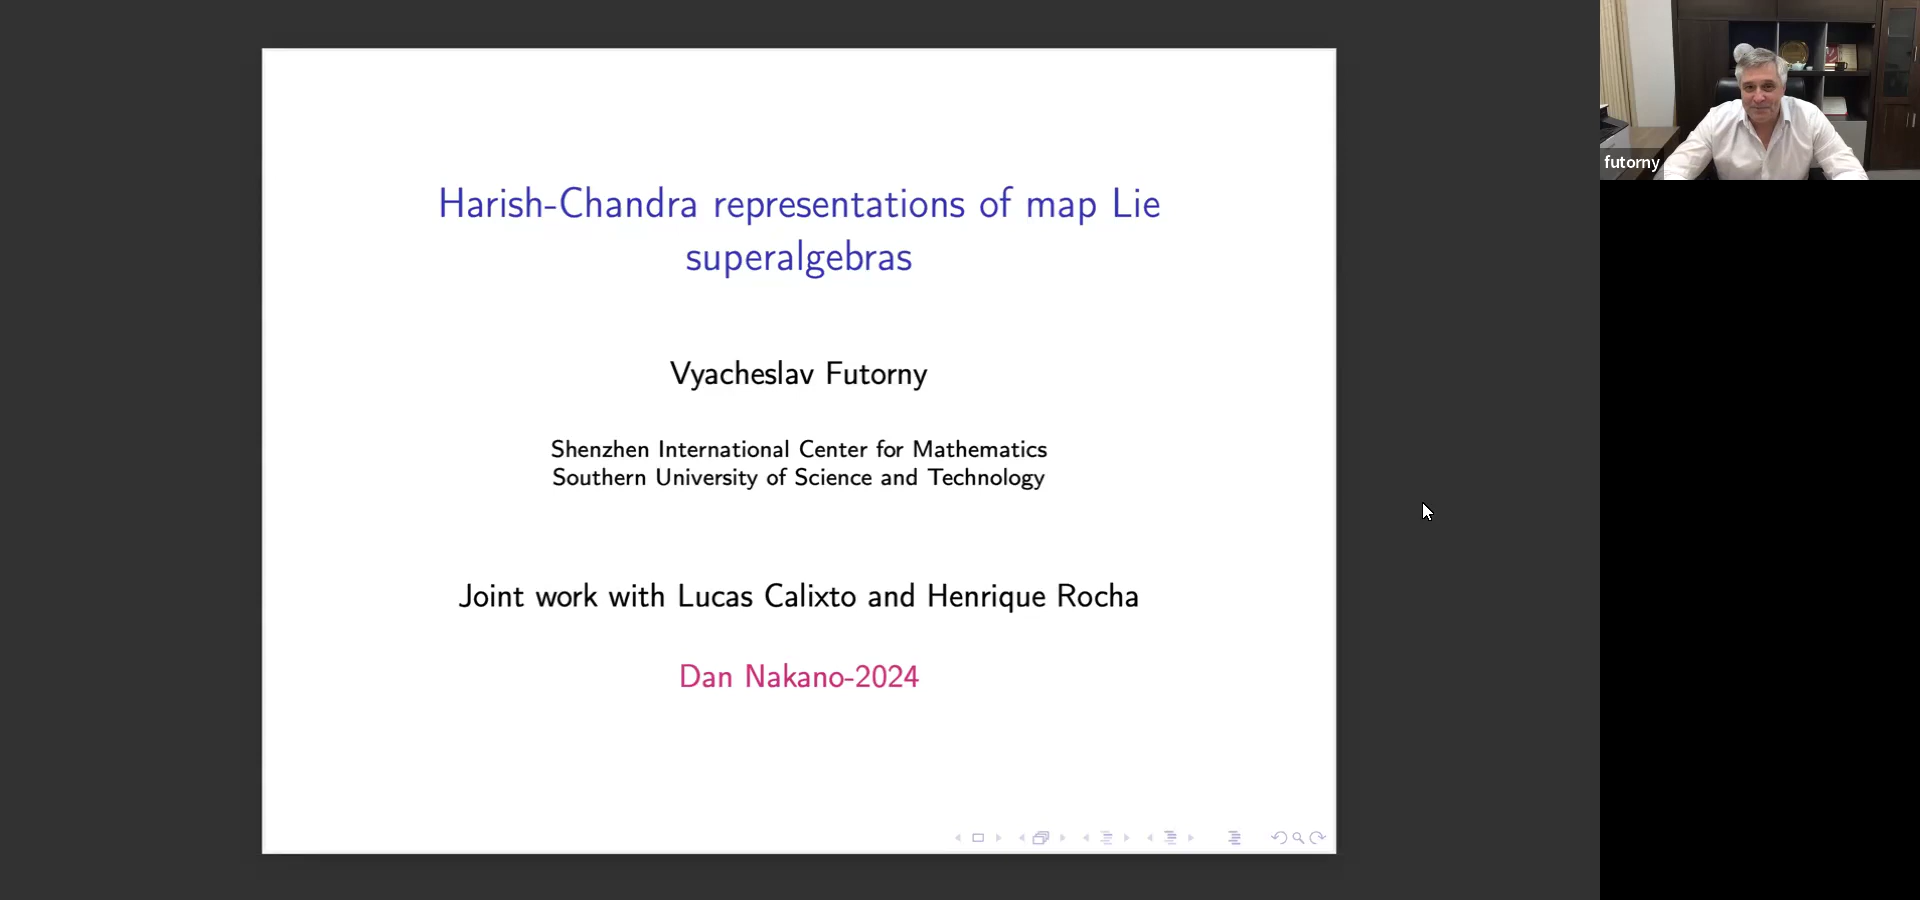 Harish-Chandra representations of map Lie
superalgebras
Vyacheslav Futorny
Shenzhen International Center for Mathematics
Southern University of Science and Technology
Joint work with Lucas Calixto and Henrique Rocha
Dan Nakano-2024
futorny